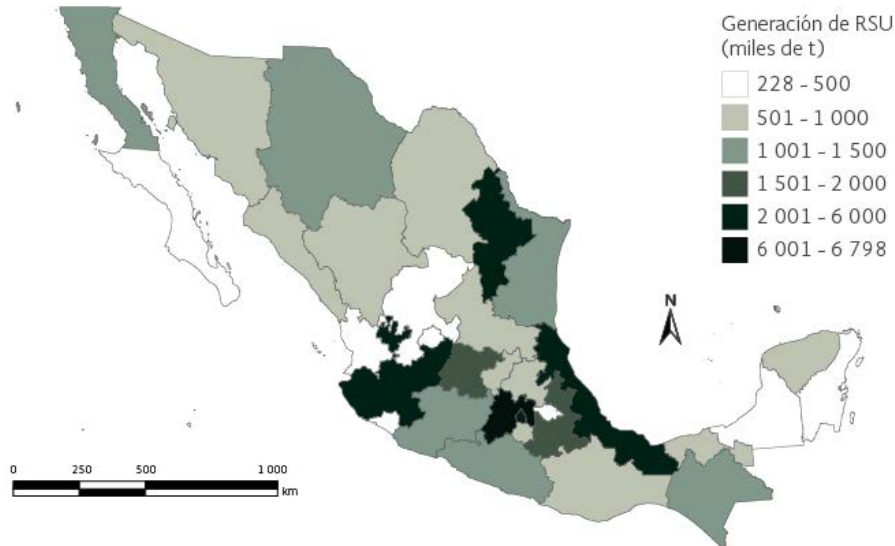 Generación de RSU
(miles de t)
228 - 500
501 - 1 000
1 001 - 1 500
1 501 - 2 000
2 001 - 6 000
6 001 - 6 798
N
0 250 500 1 000
km